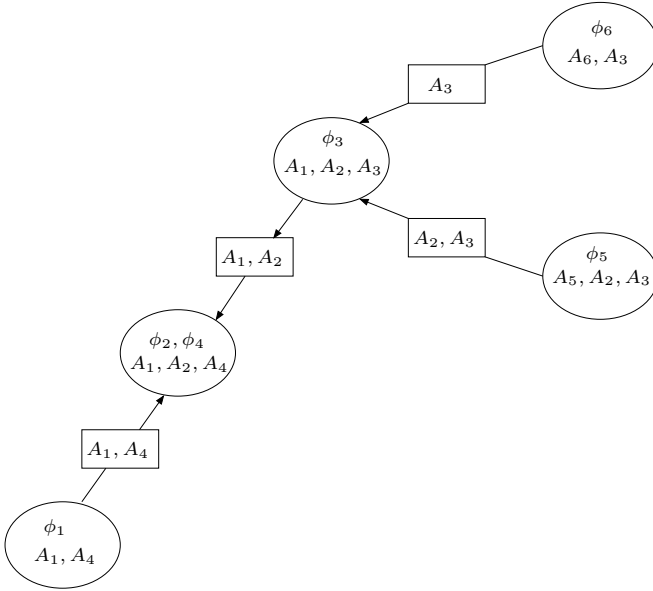 ϕ₆
A₆, A₃
A₃
ϕ₃
A₁, A₂, A₃
A₂, A₃
A₁, A₂
ϕ₅
A₅, A₂, A₃
ϕ₂, ϕ₄
A₁, A₂, A₄
A₁, A₄
ϕ₁
A₁, A₄